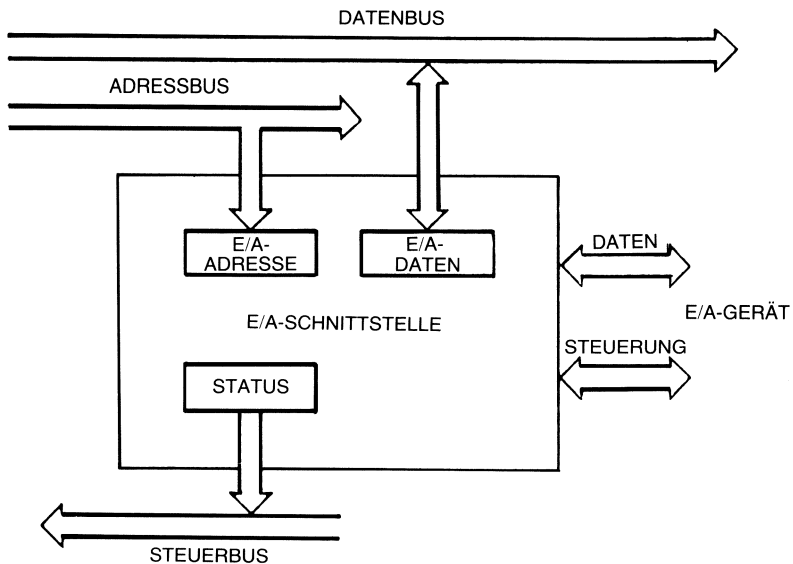 DATENBUS
ADRESSBUS
E/A-
ADRESSE
E/A-
DATEN
DATEN
E/A-SCHNITTSTELLE
E/A-GERÄT
STEUERUNG
STATUS
STEUERBUS